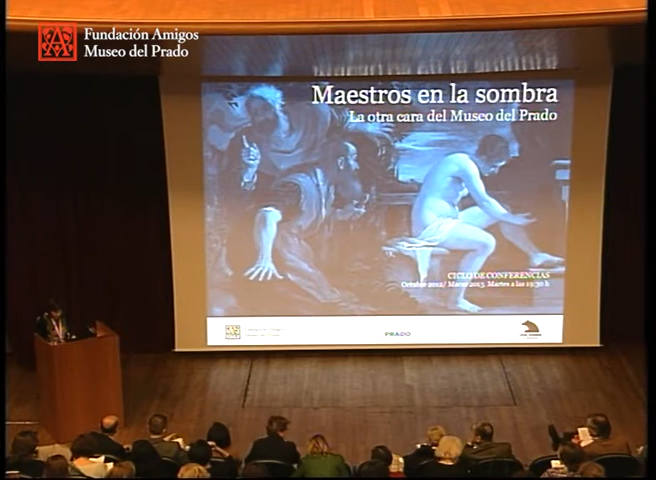 Fundación Amigos
Museo del Prado
Maestros en la sombra
La otra cara del Museo del Prado
CICLO DE CONFERENCIAS
Octubre 2012/ Marzo 2013. Martes a las 19:30 h
PRADO